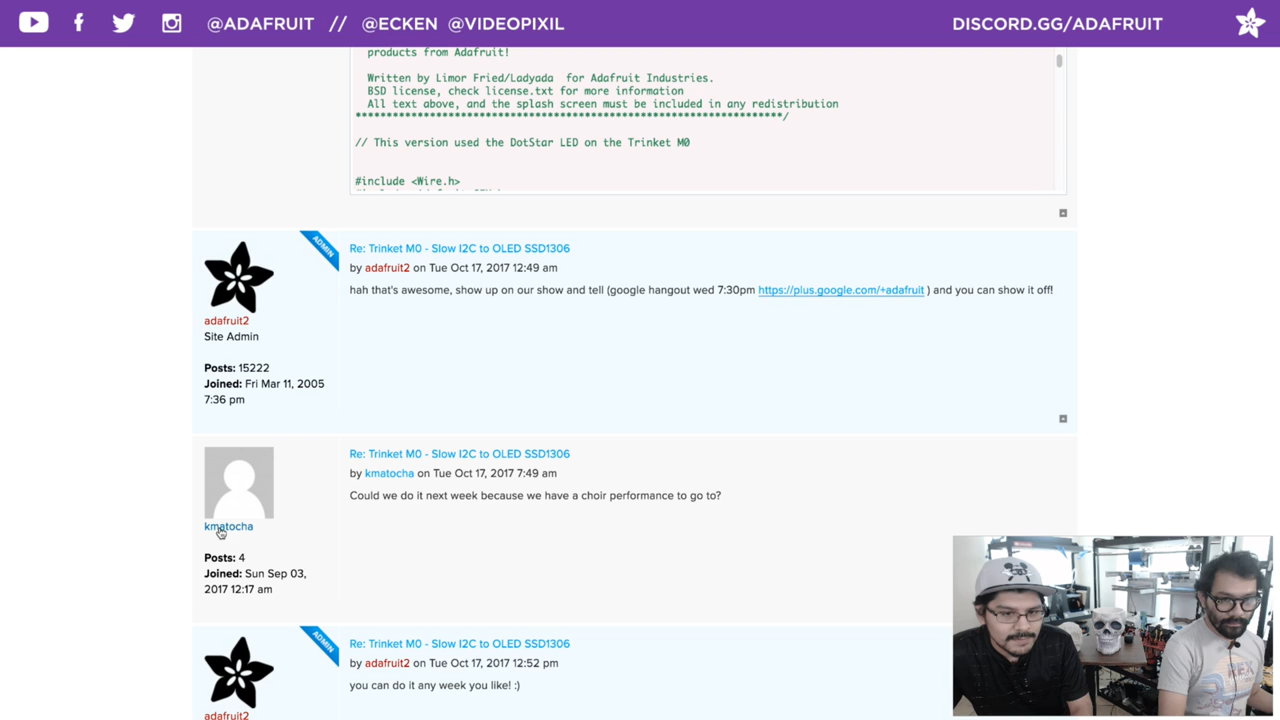 @ADAFRUIT // @ECKEN @VIDEOPIXIL DISCORD.GG/ADAFRUIT
products from Adafruit!
Written by Limor Fried/Ladyada for Adafruit Industries.
BSD license, check license.txt for more information
All text above, and the splash screen must be included in any redistribution
*********************************************************************/
// This version used the DotStar LED on the Trinket M0
#include <Wire.h>
ADMIN
adafruit2
Site Admin
Posts: 15222
Joined: Fri Mar 11, 2005
7:36 pm
Re: Trinket M0 - Slow I2C to OLED SSD1306
by adafruit2 on Tue Oct 17, 2017 12:49 am
hah that's awesome, show up on our show and tell (google hangout wed 7:30pm https://plus.google.com/+adafruit ) and you can show it off!
kmatocha
Posts: 4
Joined: Sun Sep 03,
2017 12:17 am
Re: Trinket M0 - Slow I2C to OLED SSD1306
by kmatocha on Tue Oct 17, 2017 7:49 am
Could we do it next week because we have a choir performance to go to?
ADMIN
adafruit2
Re: Trinket M0 - Slow I2C to OLED SSD1306
by adafruit2 on Tue Oct 17, 2017 12:52 pm
you can do it any week you like! :)